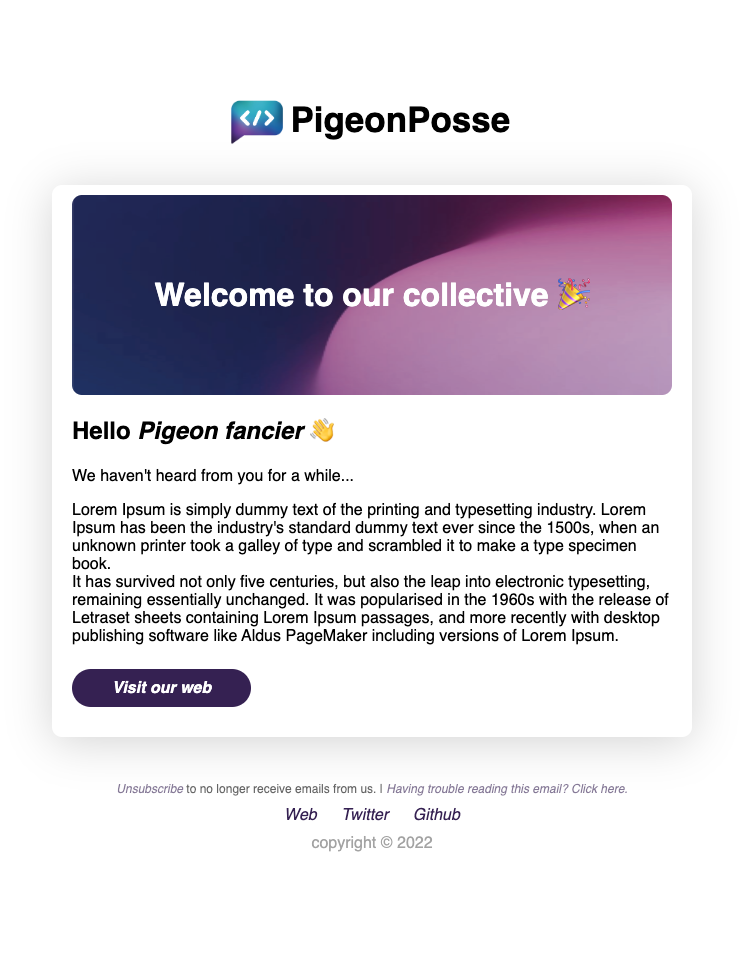 </> PigeonPosse
Welcome to our collective 🎉
Hello Pigeon fancier 👋
We haven't heard from you for a while...
Lorem Ipsum is simply dummy text of the printing and typesetting industry. Lorem
Ipsum has been the industry's standard dummy text ever since the 1500s, when an
unknown printer took a galley of type and scrambled it to make a type specimen
book.
It has survived not only five centuries, but also the leap into electronic typesetting,
remaining essentially unchanged. It was popularised in the 1960s with the release of
Letraset sheets containing Lorem Ipsum passages, and more recently with desktop
publishing software like Aldus PageMaker including versions of Lorem Ipsum.
Visit our web
Unsubscribe to no longer receive emails from us. | Having trouble reading this email? Click here.
Web Twitter Github
copyright © 2022